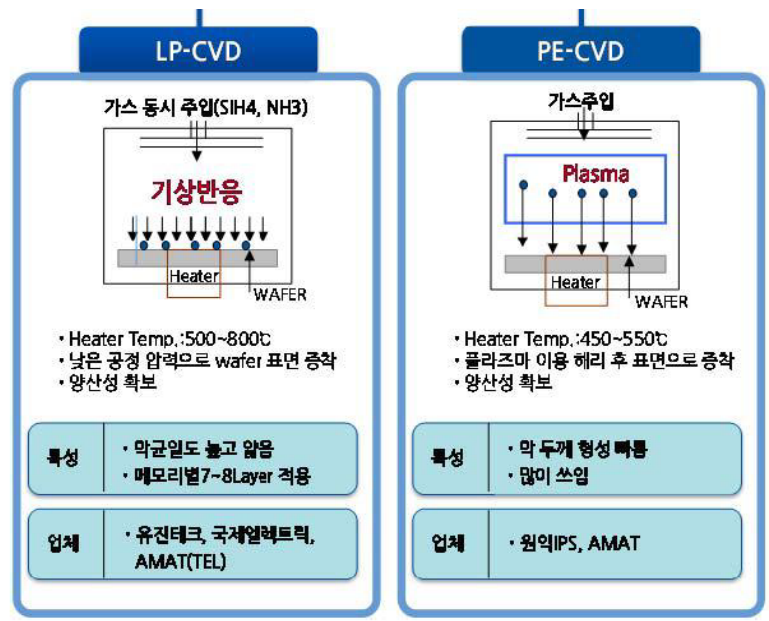 LP-CVD
가스 동시 주입(SIH4, NH3)
기상반응
Heater
WAFER
· Heater Temp.:500~800℃
· 낮은 공정 압력으로 wafer 표면 증착
· 양산성 확보
특성
· 막균일도 높고 얇음
· 메모리별7~8Layer 적용
업체
· 유진테크, 국제엘렉트릭,
AMAT(TEL)
PE-CVD
가스주입
Plasma
Heater
WAFER
· Heater Temp.:450~550℃
· 플라즈마 이용 헤리 후 표면으로 증착
· 양산성 확보
특성
· 막 두께 형성 빠름
· 많이 쓰임
업체
· 원익IPS, AMAT